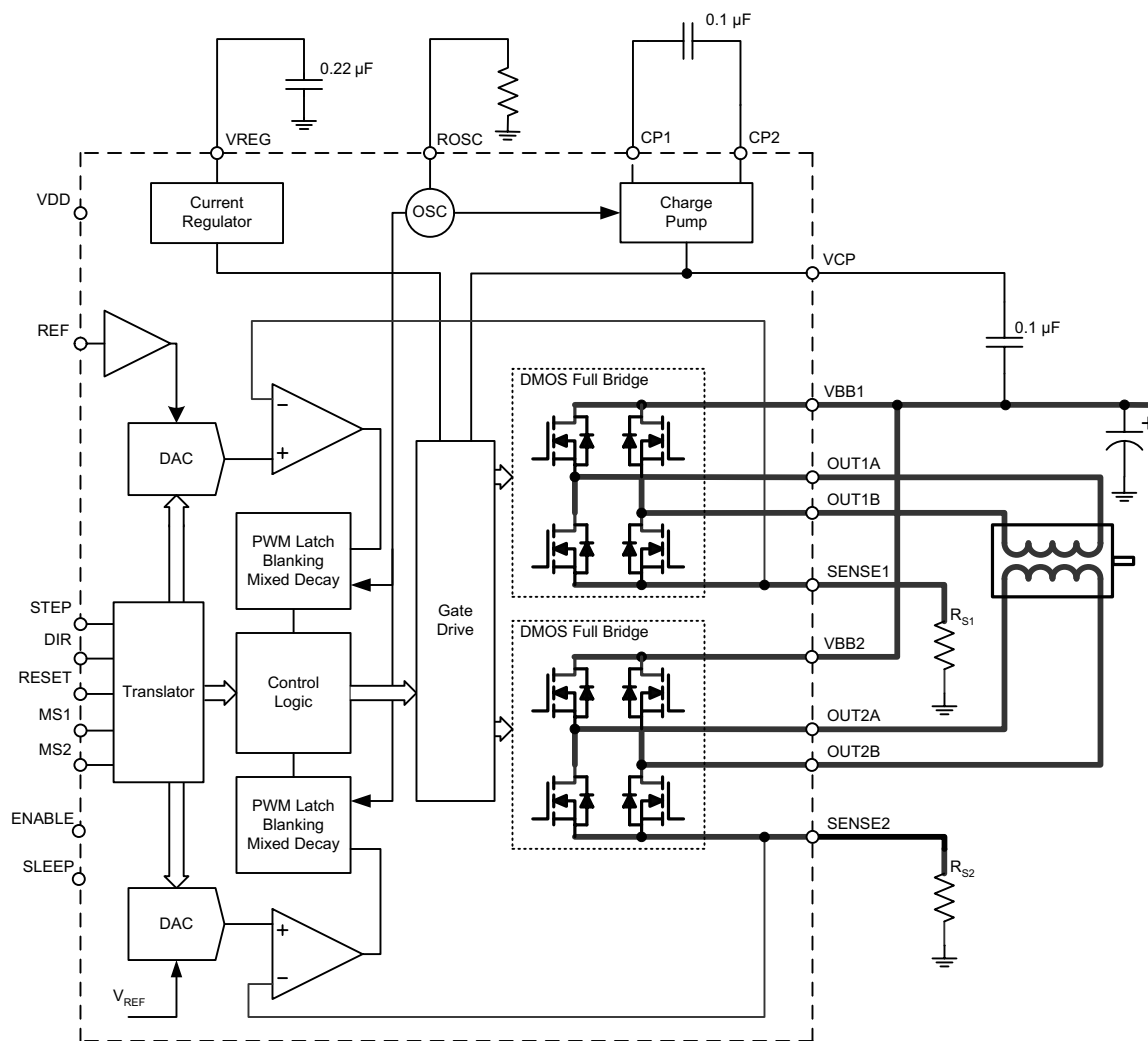 0.1 µF
0.22 µF
VREG
ROSC
CP1
CP2
VDD
Current
Regulator
OSC
Charge
Pump
VCP
REF
0.1 µF
DMOS Full Bridge
VBB1
−
+
+
DAC
OUT1A
OUT1B
PWM Latch
Blanking
Mixed Decay
SENSE1
STEP
Gate
Drive
RS1
DIR
DMOS Full Bridge
VBB2
RESET
Translator
Control
Logic
MS1
OUT2A
MS2
OUT2B
PWM Latch
Blanking
Mixed Decay
ENABLE
SENSE2
SLEEP
RS2
DAC
+
−
VREF